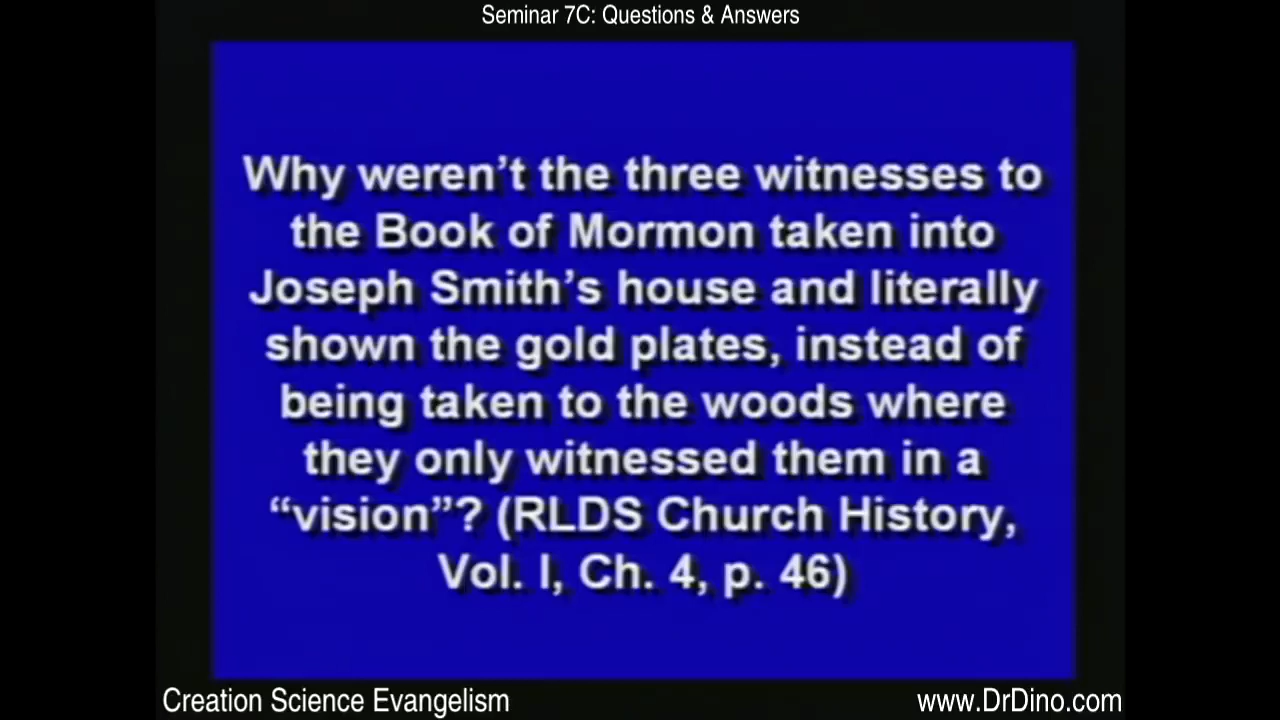 Seminar 7C: Questions & Answers
Why weren’t the three witnesses to
the Book of Mormon taken into
Joseph Smith’s house and literally
shown the gold plates, instead of
being taken to the woods where
they only witnessed them in a
“vision”? (RLDS Church History,
Vol. I, Ch. 4, p. 46)
Creation Science Evangelism
www.DrDino.com